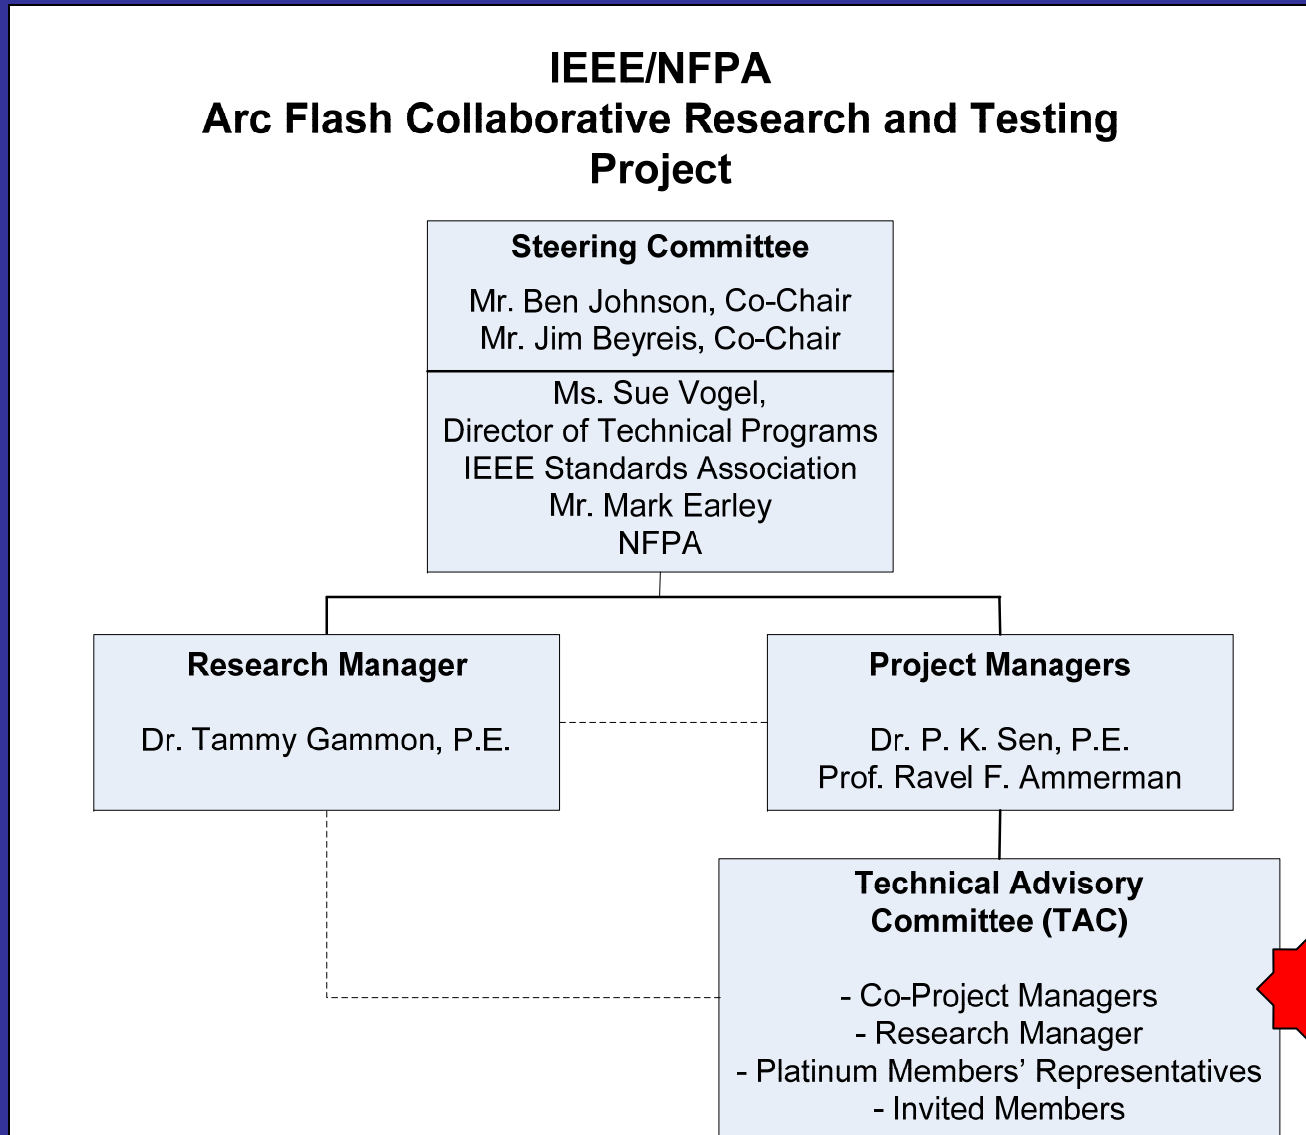 IEEE/NFPA
Arc Flash Collaborative Research and Testing
Project
Steering Committee
Mr. Ben Johnson, Co-Chair
Mr. Jim Beyreis, Co-Chair
Ms. Sue Vogel,
Director of Technical Programs
IEEE Standards Association
Mr. Mark Earley
NFPA
Research Manager
Dr. Tammy Gammon, P.E.
Project Managers
Dr. P. K. Sen, P.E.
Prof. Ravel F. Ammerman
Technical Advisory
Committee (TAC)
- Co-Project Managers
- Research Manager
- Platinum Members’ Representatives
- Invited Members